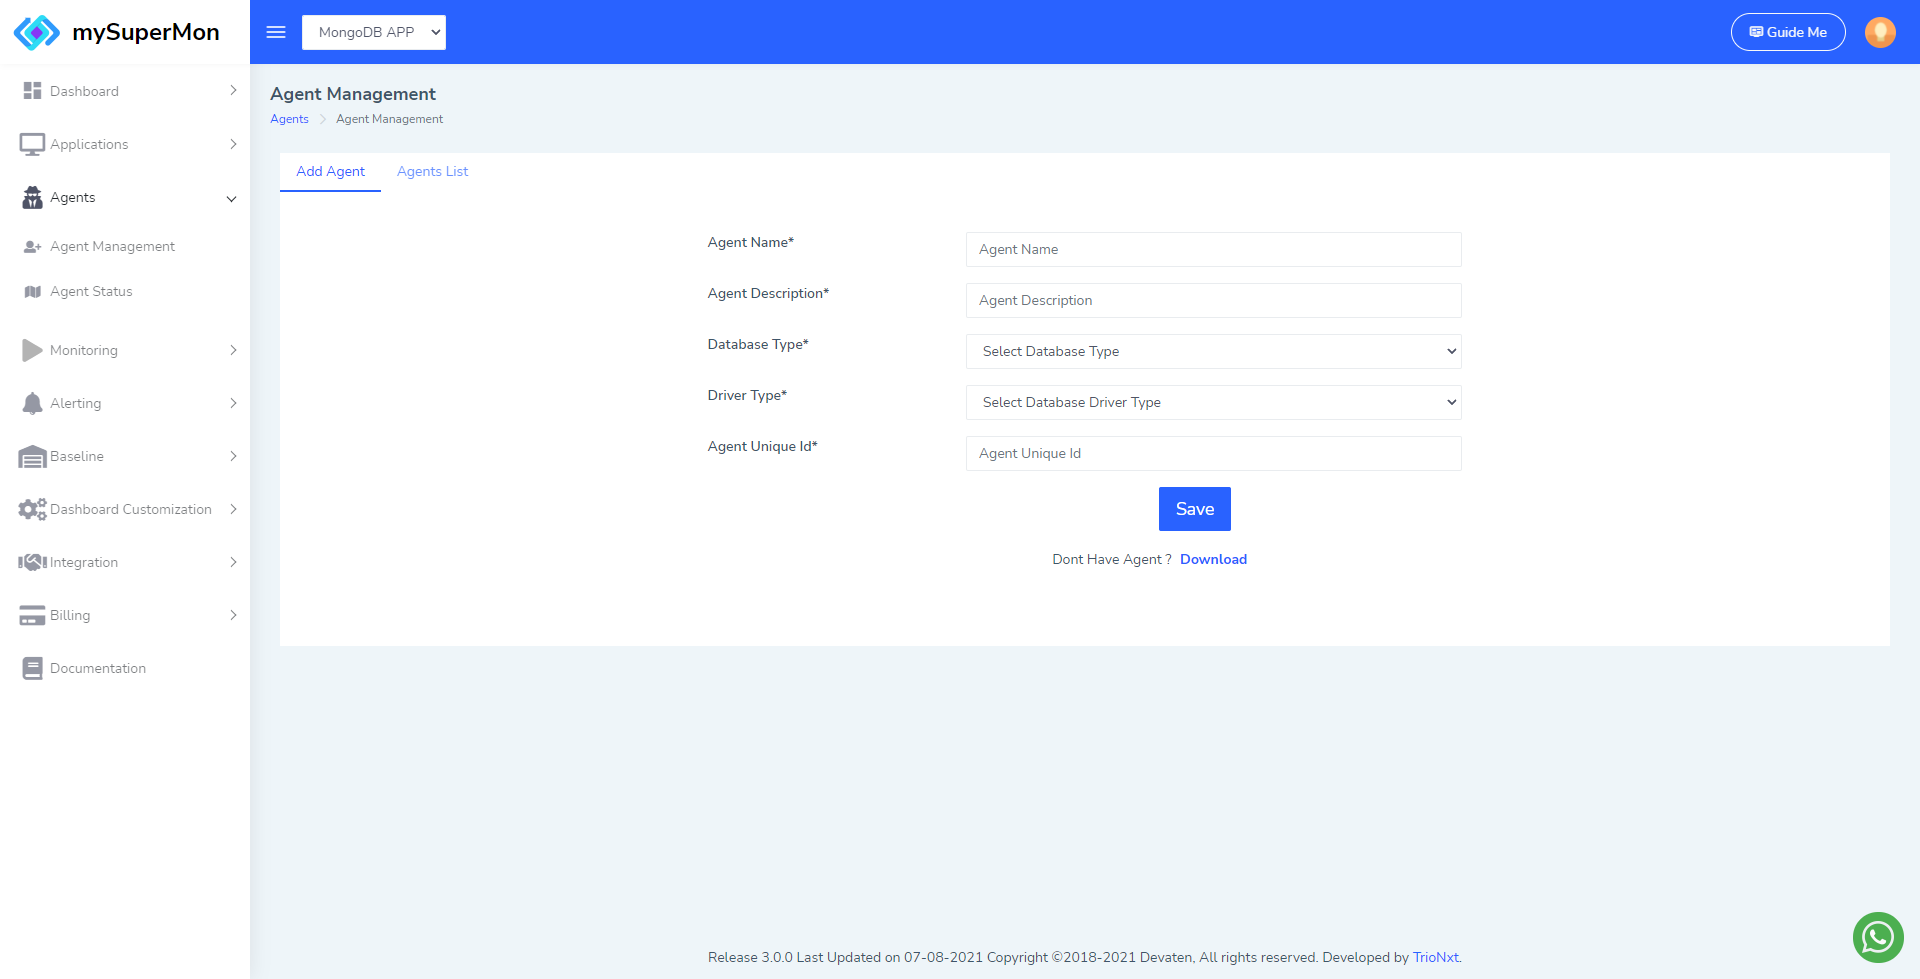 mySuperMon
MongoDB APP
Guide Me
Dashboard
Applications
Agents
Agent Management
Agent Status
Monitoring
Alerting
Baseline
Dashboard Customization
Integration
Billing
Documentation
Agent Management
Agents Agent Management
Add Agent Agents List
Agent Name* Agent Name
Agent Description* Agent Description
Database Type* Select Database Type
Driver Type* Select Database Driver Type
Agent Unique Id* Agent Unique Id
Save
Dont Have Agent ? Download
Release 3.0.0 Last Updated on 07-08-2021 Copyright ©2018-2021 Devaten, All rights reserved. Developed by TrioNxt.